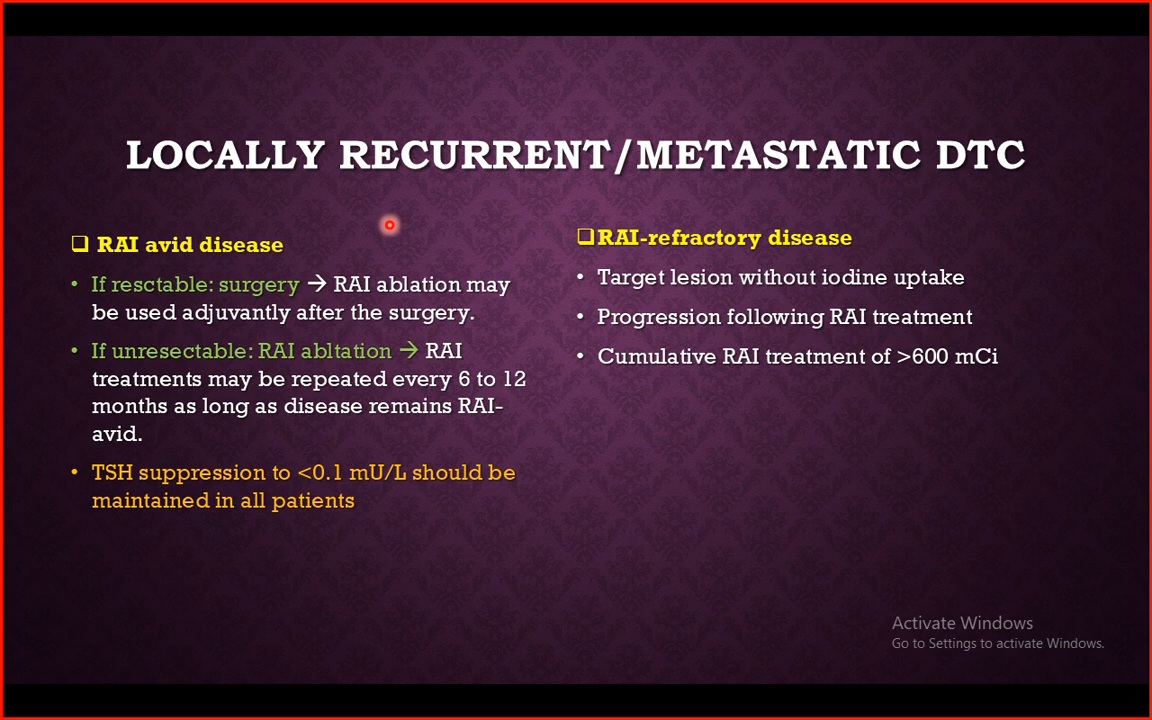 LOCALLY RECURRENT/METASTATIC DTC
❑ RAI avid disease
• If resctable: surgery → RAI ablation may
be used adjuvantly after the surgery.
• If unresectable: RAI abltation → RAI
treatments may be repeated every 6 to 12
months as long as disease remains RAI-
avid.
• TSH suppression to <0.1 mU/L should be
maintained in all patients
❑RAI-refractory disease
• Target lesion without iodine uptake
• Progression following RAI treatment
• Cumulative RAI treatment of >600 mCi
Activate Windows
Go to Settings to activate Windows.